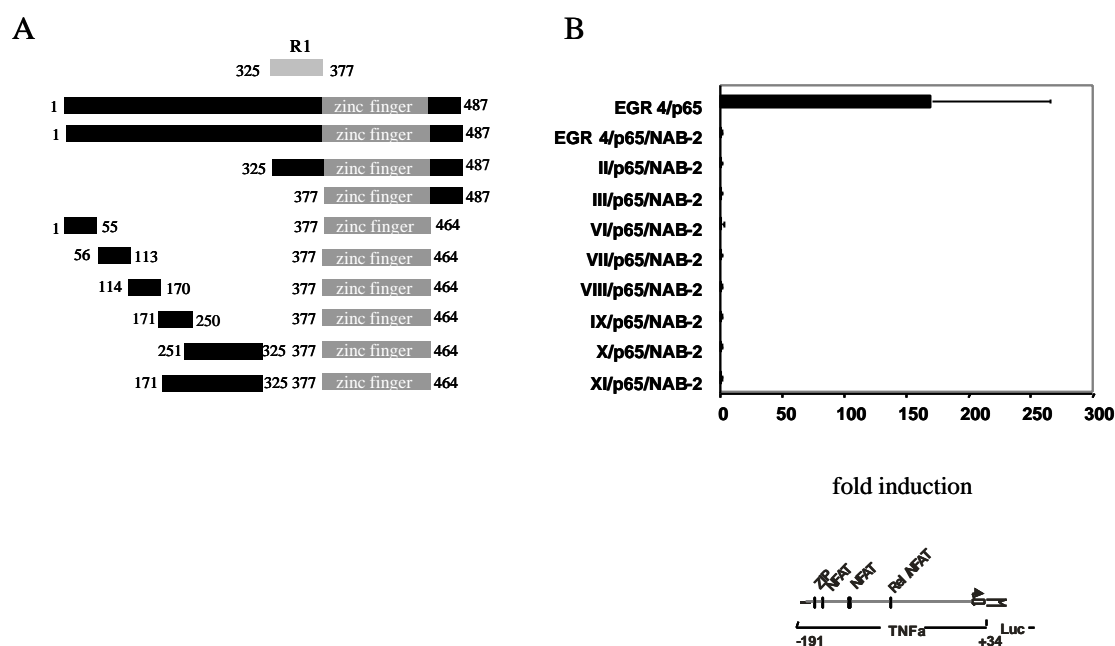 A
R1
325 377
1 zinc finger 487
1 zinc finger 487
325 zinc finger 487
377 zinc finger 487
1 55 377 zinc finger 464
56 113 377 zinc finger 464
114 170 377 zinc finger 464
171 250 377 zinc finger 464
251 325 377 zinc finger 464
171 325 377 zinc finger 464
B
EGR 4/p65
EGR 4/p65/NAB-2
II/p65/NAB-2
III/p65/NAB-2
VI/p65/NAB-2
VII/p65/NAB-2
VIII/p65/NAB-2
IX/p65/NAB-2
X/p65/NAB-2
XI/p65/NAB-2
0 50 100 150 200 250 300
fold induction
ZIP NFAT NFAT Rel /NFAT
TNFa Luc
-191 +34